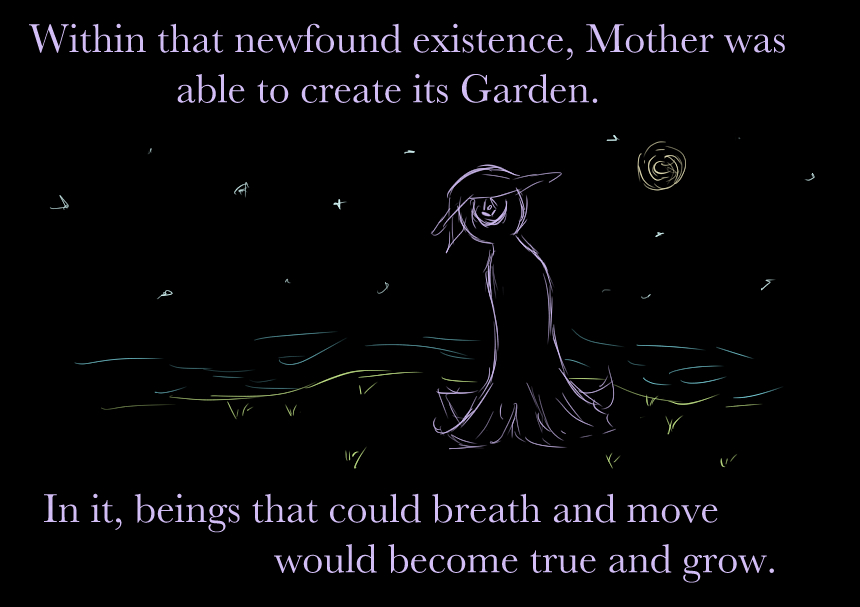 Within that newfound existence, Mother was
able to create its Garden.
In it, beings that could breath and move
would become true and grow.